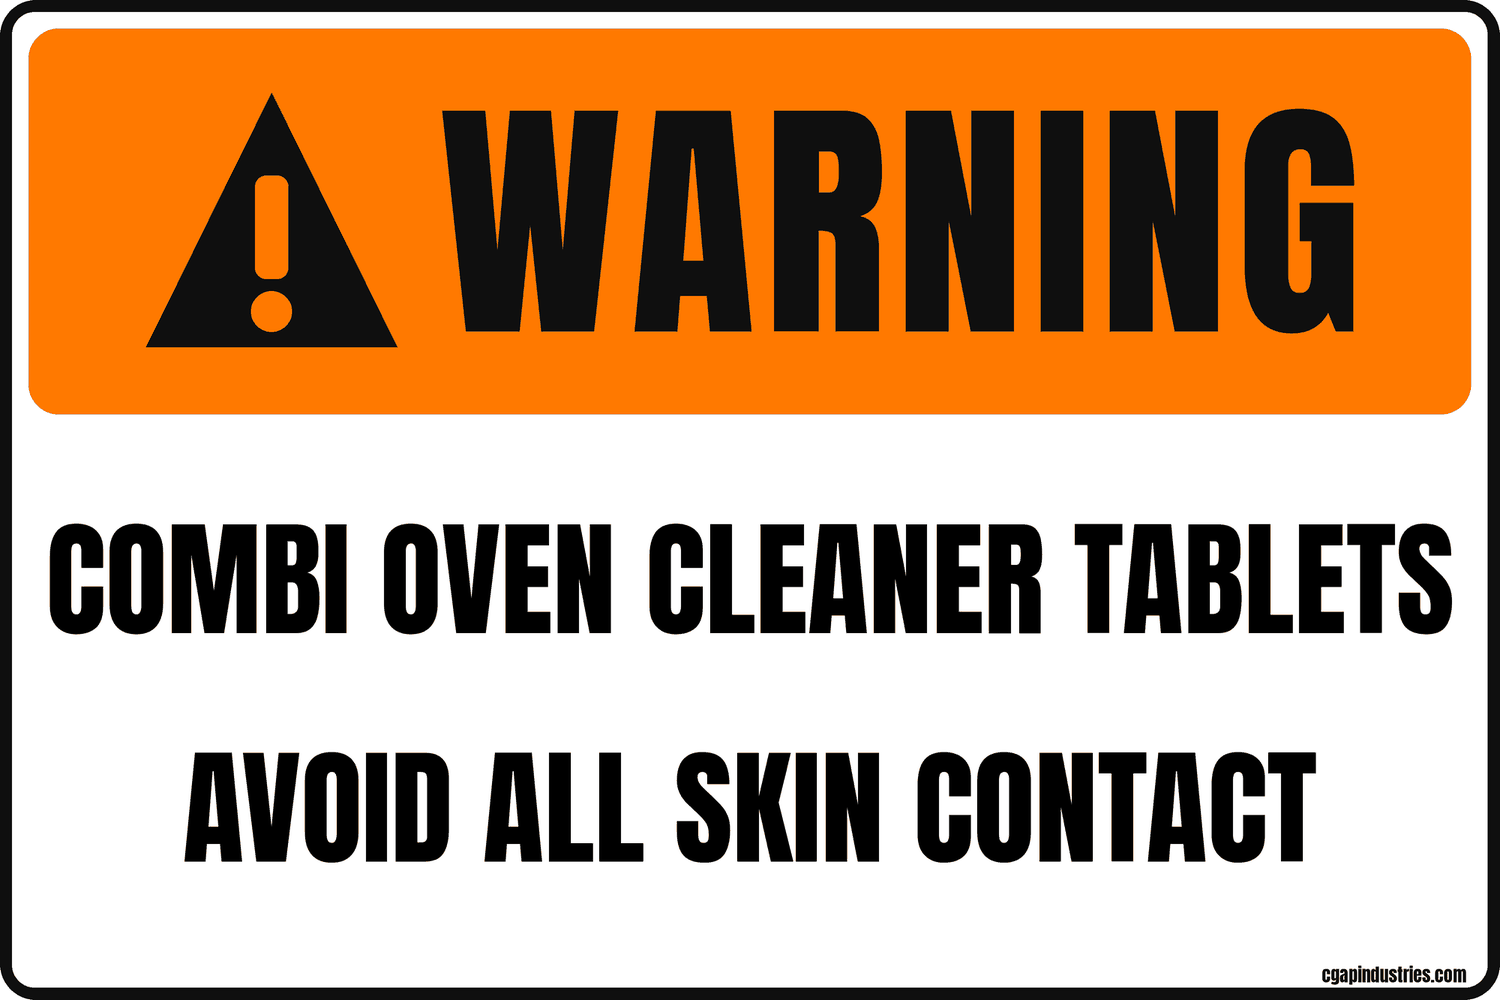 WARNING
COMBI OVEN CLEANER TABLETS
AVOID ALL SKIN CONTACT
cgapindustries.com